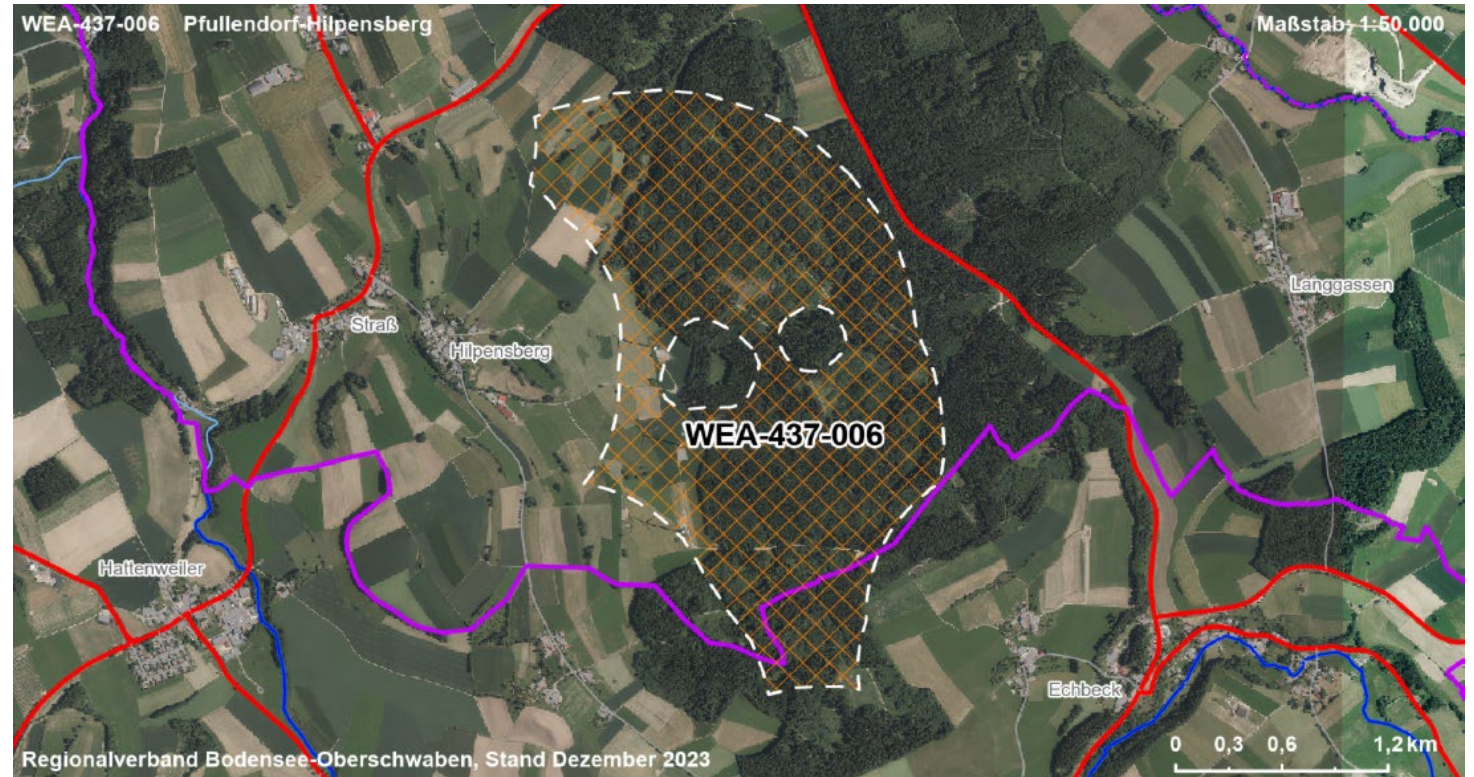 WEA-437-006 Pfullendorf-Hilpensberg
Maßstab: 1:50.000
Langgassen
Straß
Hilpensberg
WEA-437-006
Hattenweiler
Echbeck
0 0,3 0,6 1,2 km
Regionalverband Bodensee-Oberschwaben, Stand Dezember 2023